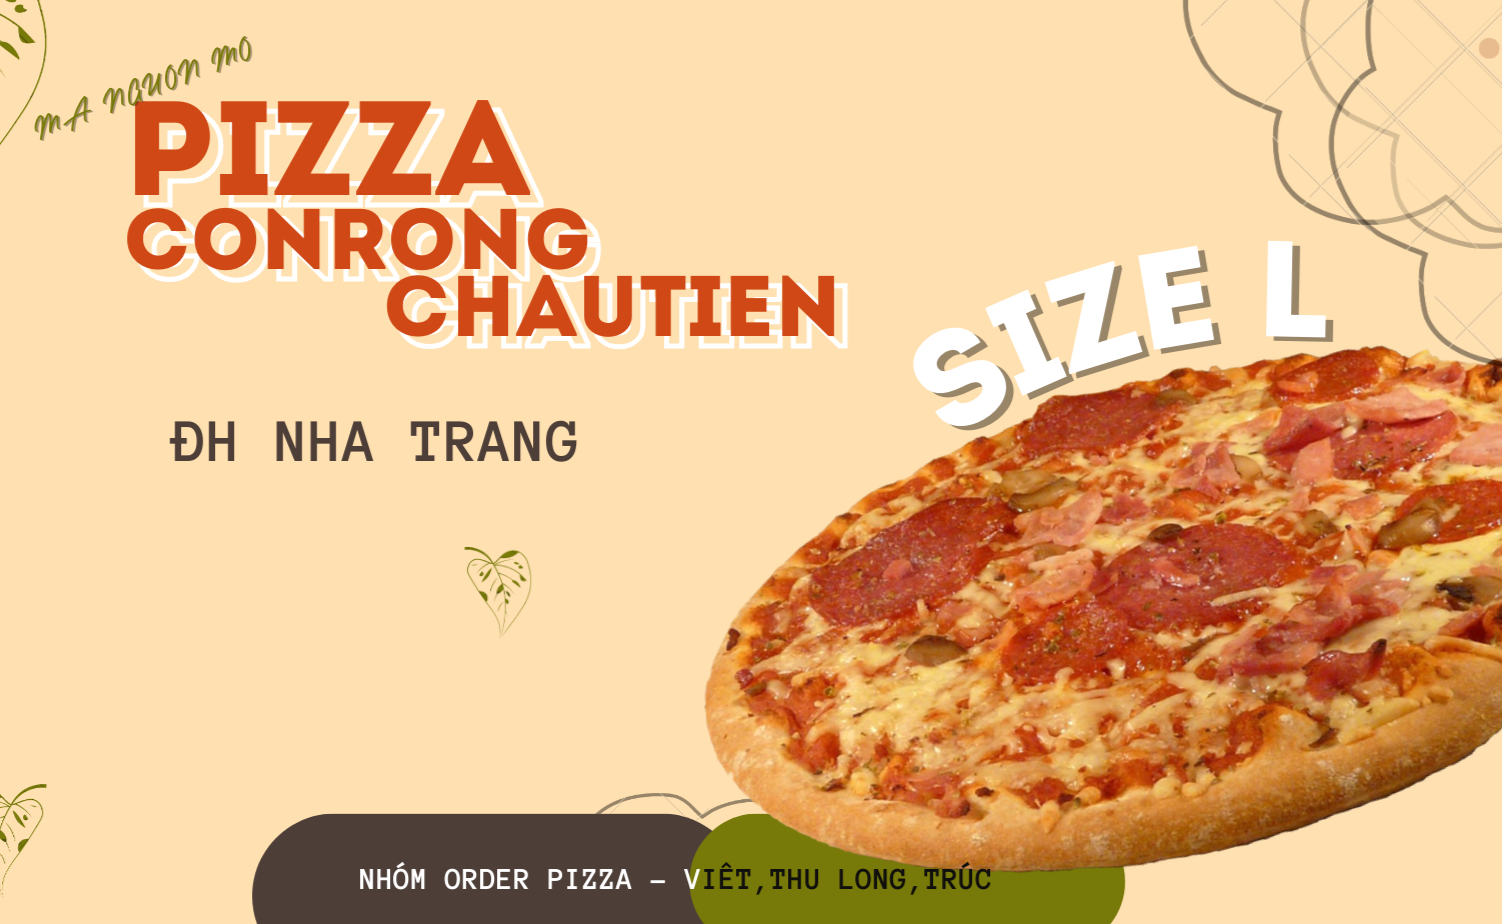 mA nguon mo
PIZZA
CONRONG
CHAUTIEN
SIZE L
ĐH NHA TRANG
NHÓM ORDER PIZZA – VIÊT,THU LONG,TRÚC